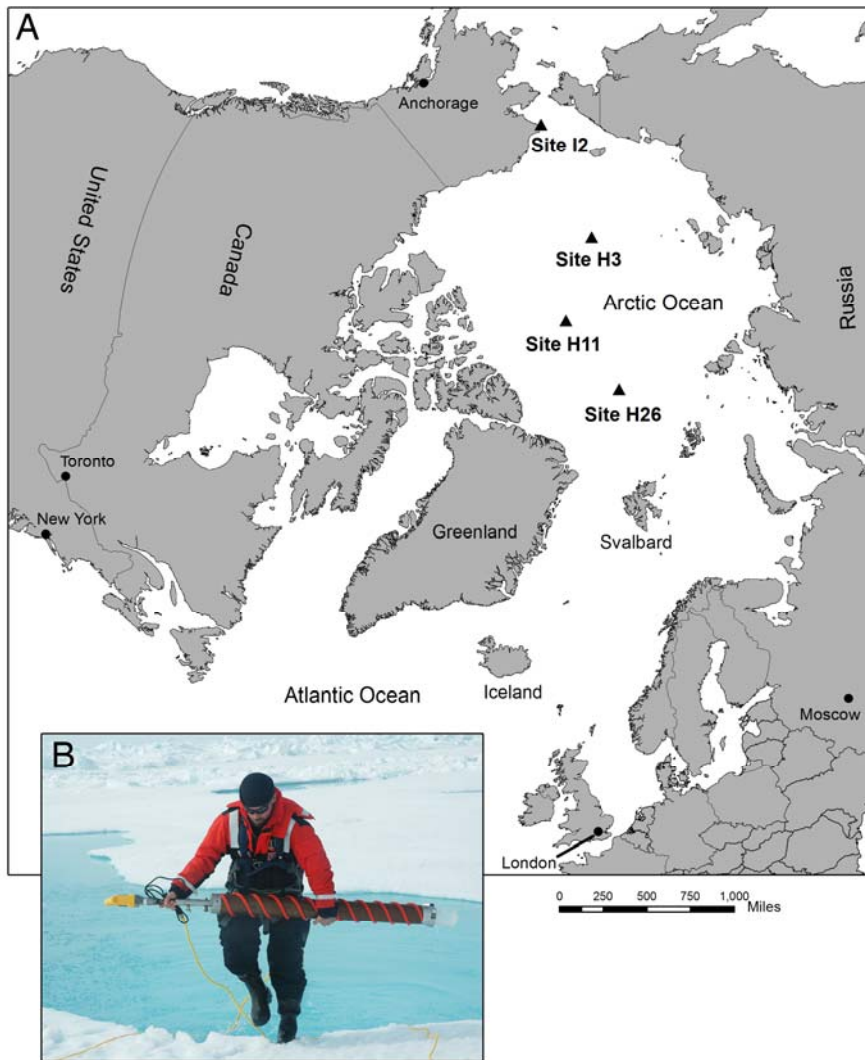 A
Anchorage
Site I2
United States
Canada
Site H3
Arctic Ocean
Russia
Site H11
Site H26
Toronto
New York
Greenland
Svalbard
Iceland
Atlantic Ocean
Moscow
B
London
0 250 500 750 1,000
Miles